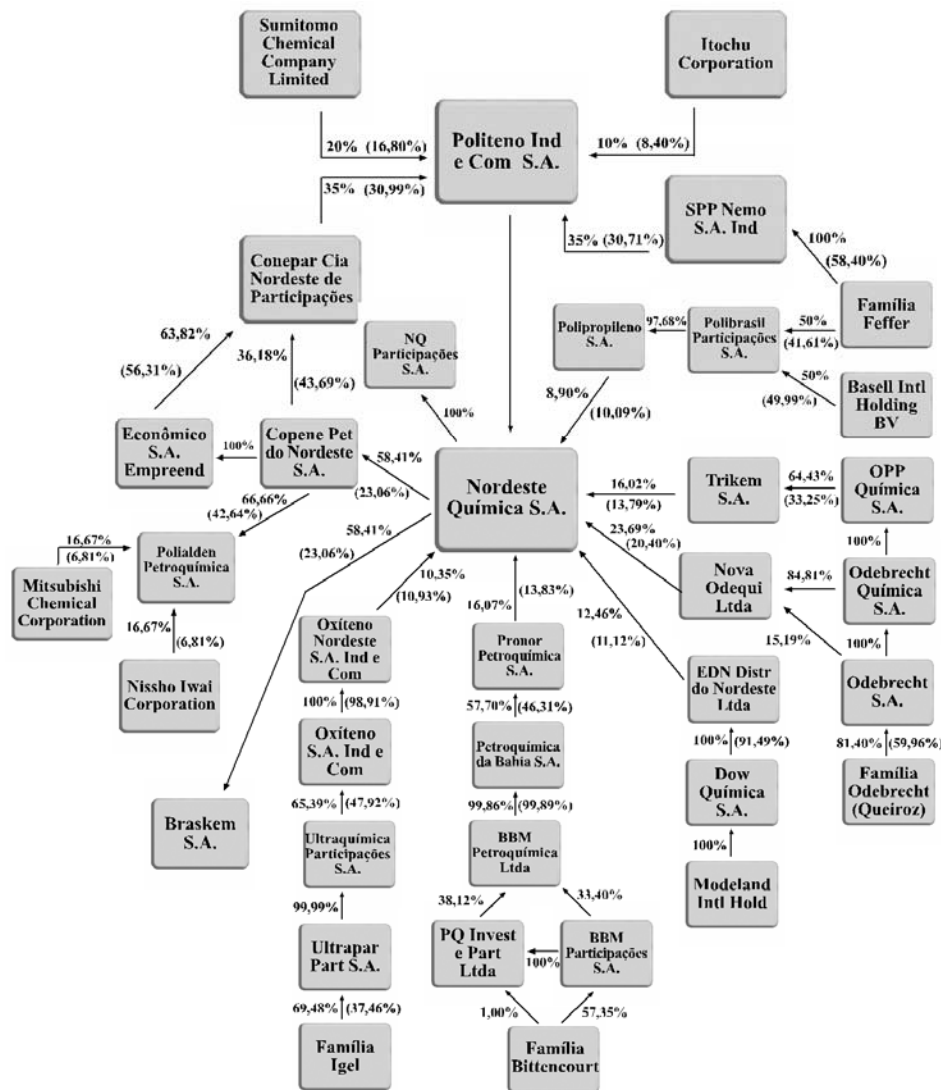 Sumitomo
Chemical
Company
Limited
Itochu
Corporation
20% (16,80%)
Politeno Ind
e Com S.A.
10% (8,40%)
35% (30,99%)
SPP Nemo
S.A. Ind
35% (30,71%)
100%
(58,40%)
Conepar Cia
Nordeste de
Participações
Família
Feffer
63,82%
(56,31%)
36,18%
(43,69%)
NQ
Participações
S.A.
Polipropileno
S.A.
97,68%
Polibrasil
Participações
S.A.
50%
(41,61%)
50%
(49,99%)
Basell Intl
Holding
BV
8,90%
(10,09%)
100%
Econômico
S.A.
Empreend
100%
Copene Pet
do Nordeste
S.A.
58,41%
(23,06%)
Nordeste
Química S.A.
16,02%
(13,79%)
Trikem
S.A.
64,43%
(33,25%)
OPP
Química
S.A.
66,66%
(42,64%)
58,41%
(23,06%)
23,69%
(20,40%)
100%
16,67%
(6,81%)
Polialden
Petroquímica
S.A.
Mitsubishi
Chemical
Corporation
10,35%
(10,93%)
(13,83%)
16,07%
12,46%
(11,12%)
Nova
Odequi
Ltda
84,81%
Odebrecht
Química
S.A.
16,67%
(6,81%)
15,19%
100%
Nissho Iwai
Corporation
Oxíteno
Nordeste
S.A. Ind e
Com
Pronor
Petroquímica
S.A.
EDN Distr
do Nordeste
Ltda
Odebrecht
S.A.
100% (98,91%)
57,70% (46,31%)
100% (91,49%)
81,40% (59,96%)
Oxíteno
S.A. Ind e
Com
Petroquímica
da Bahia S.A.
Dow
Química
S.A.
Família
Odebrecht
(Queiroz)
65,39% (47,92%)
99,86% (99,89%)
100%
Braskem
S.A.
Ultraquímica
Participações
S.A.
BBM
Petroquímica
Ltda
Modeland
Intl Hold
99,99%
38,12%
33,40%
Ultrapar
Part S.A.
PQ Invest
e Part
Ltda
100%
BBM
Participações
S.A.
69,48% (37,46%)
1,00%
57,35%
Família
Igel
Família
Bittencourt